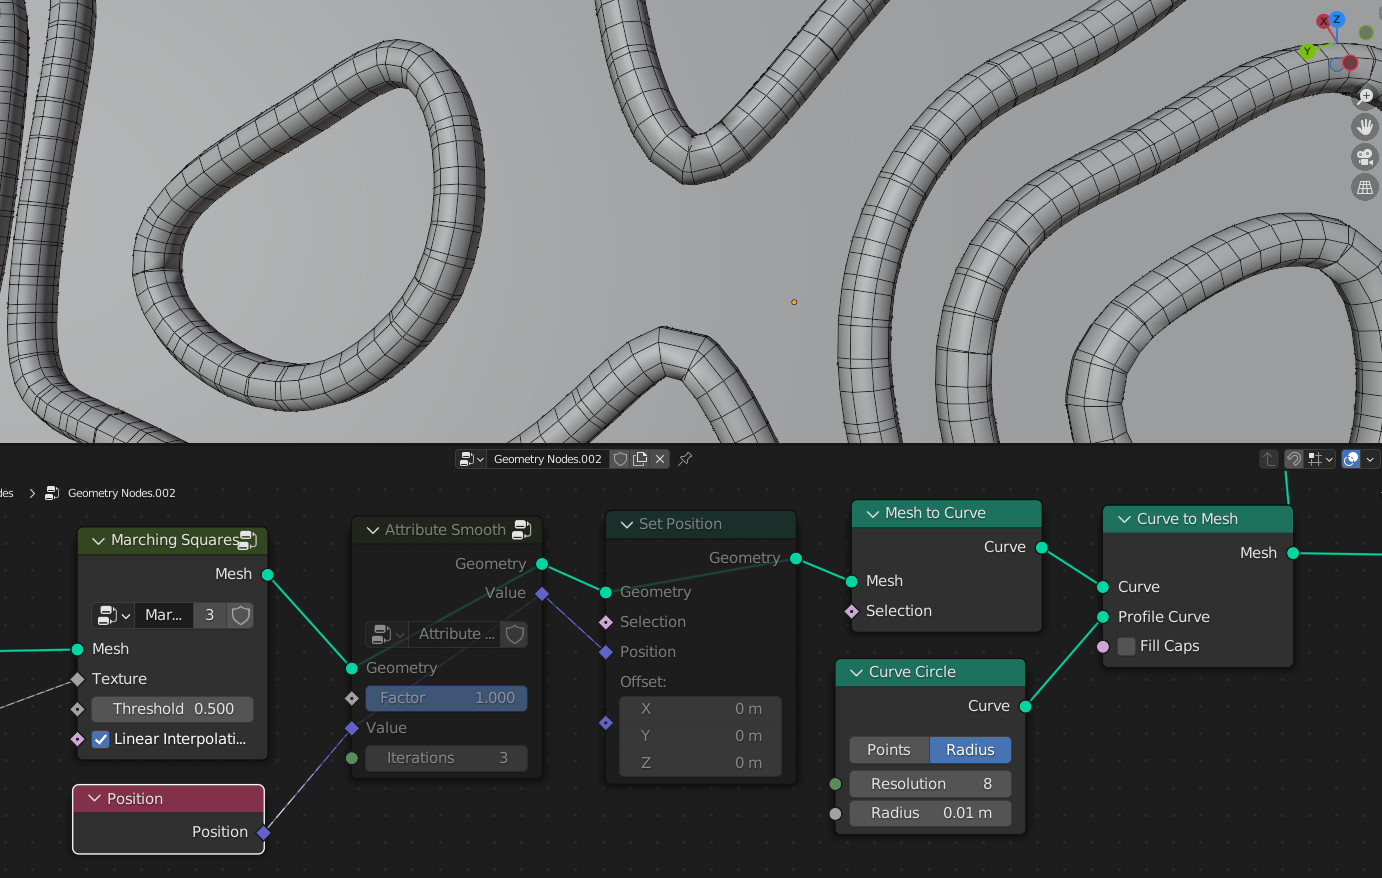 X
Z
Y
Geometry Nodes.002
des
Geometry Nodes.002
Marching Squares
Mesh
Mar...
3
Mesh
Texture
Threshold 0.500
Linear Interpolati...
Position
Position
Attribute Smooth
Geometry
Value
Attribute ...
Geometry
Factor 1.000
Value
Iterations 3
Set Position
Geometry
Geometry
Selection
Position
Offset:
X 0 m
Y 0 m
Z 0 m
Mesh to Curve
Curve
Mesh
Selection
Curve Circle
Curve
Points Radius
Resolution 8
Radius 0.01 m
Curve to Mesh
Mesh
Curve
Profile Curve
Fill Caps